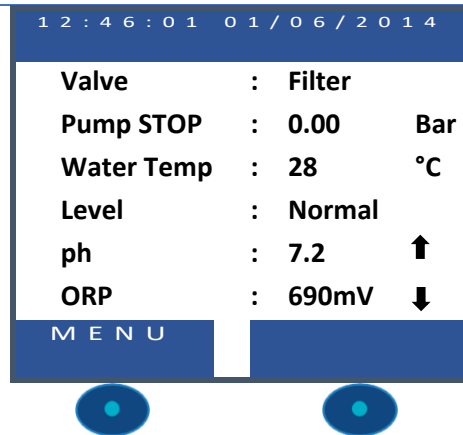 12:46:01 01/06/2014
Valve : Filter
Pump STOP : 0.00 Bar
Water Temp : 28 °C
Level : Normal
ph : 7.2 ⬆
ORP : 690mV ⬇
MENU